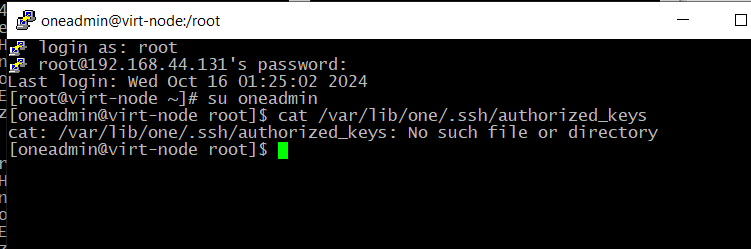 oneadmin@virt-node:/root
login as: root
root@192.168.44.131's password:
Last login: Wed Oct 16 01:25:02 2024
[root@virt-node ~]# su oneadmin
[oneadmin@virt-node root]$ cat /var/lib/one/.ssh/authorized_keys
cat: /var/lib/one/.ssh/authorized_keys: No such file or directory
[oneadmin@virt-node root]$